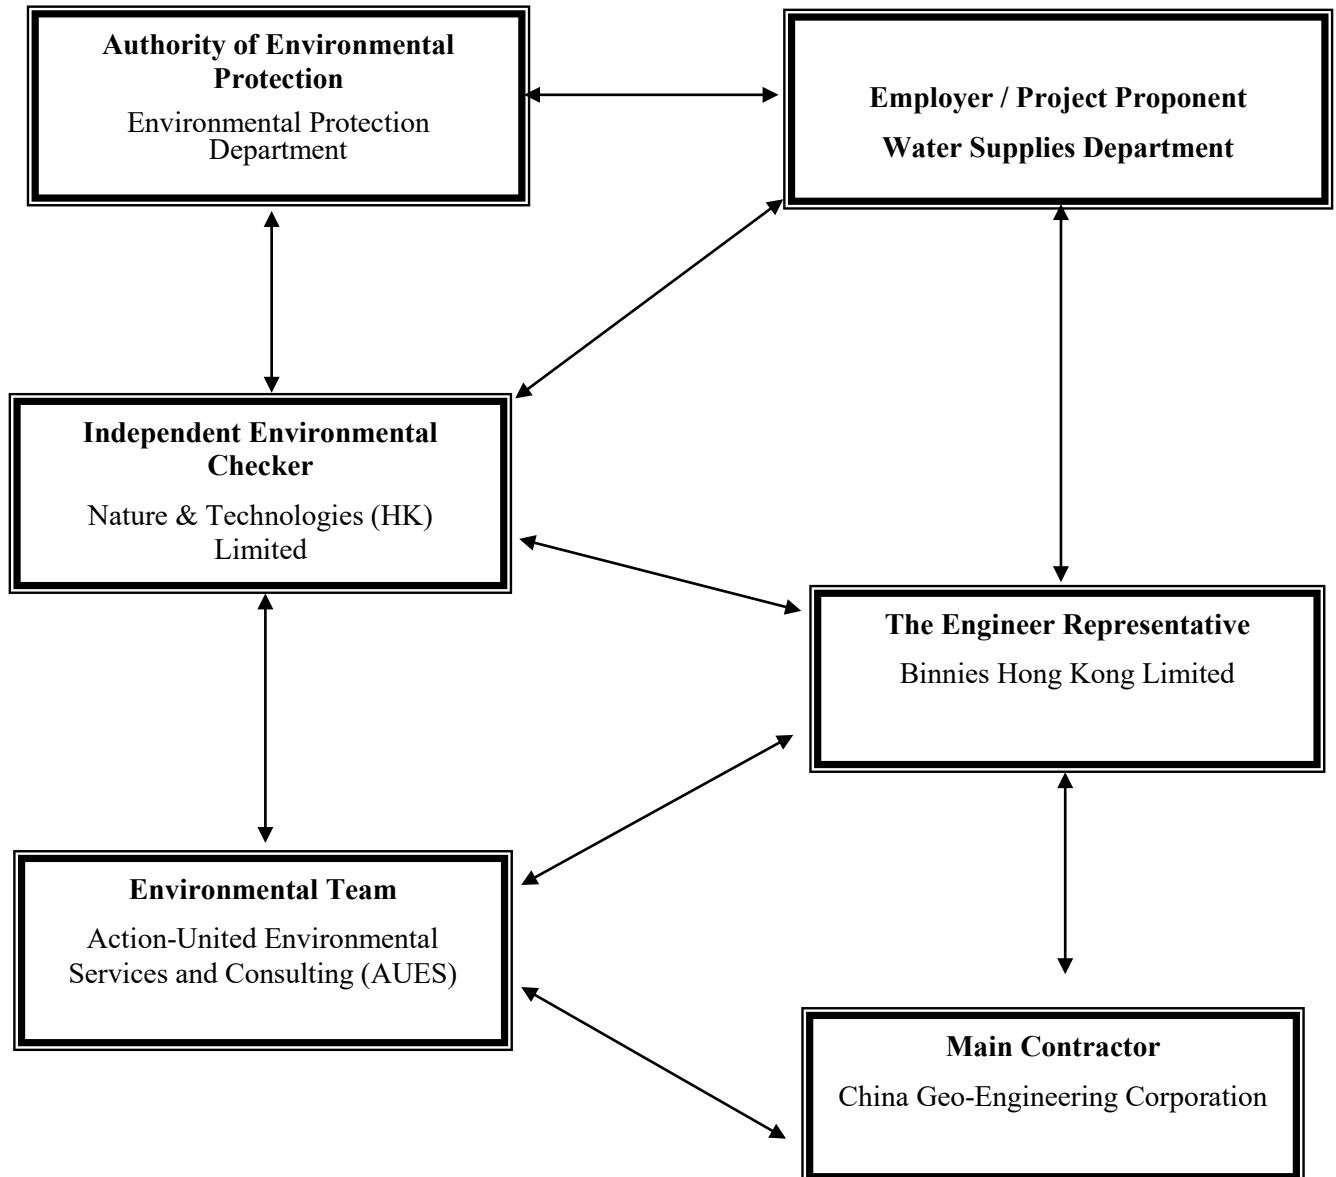 Authority of Environmental
Protection
Environmental Protection
Department
Employer / Project Proponent
Water Supplies Department
Independent Environmental
Checker
Nature & Technologies (HK)
Limited
The Engineer Representative
Binnies Hong Kong Limited
Environmental Team
Action-United Environmental
Services and Consulting (AUES)
Main Contractor
China Geo-Engineering Corporation